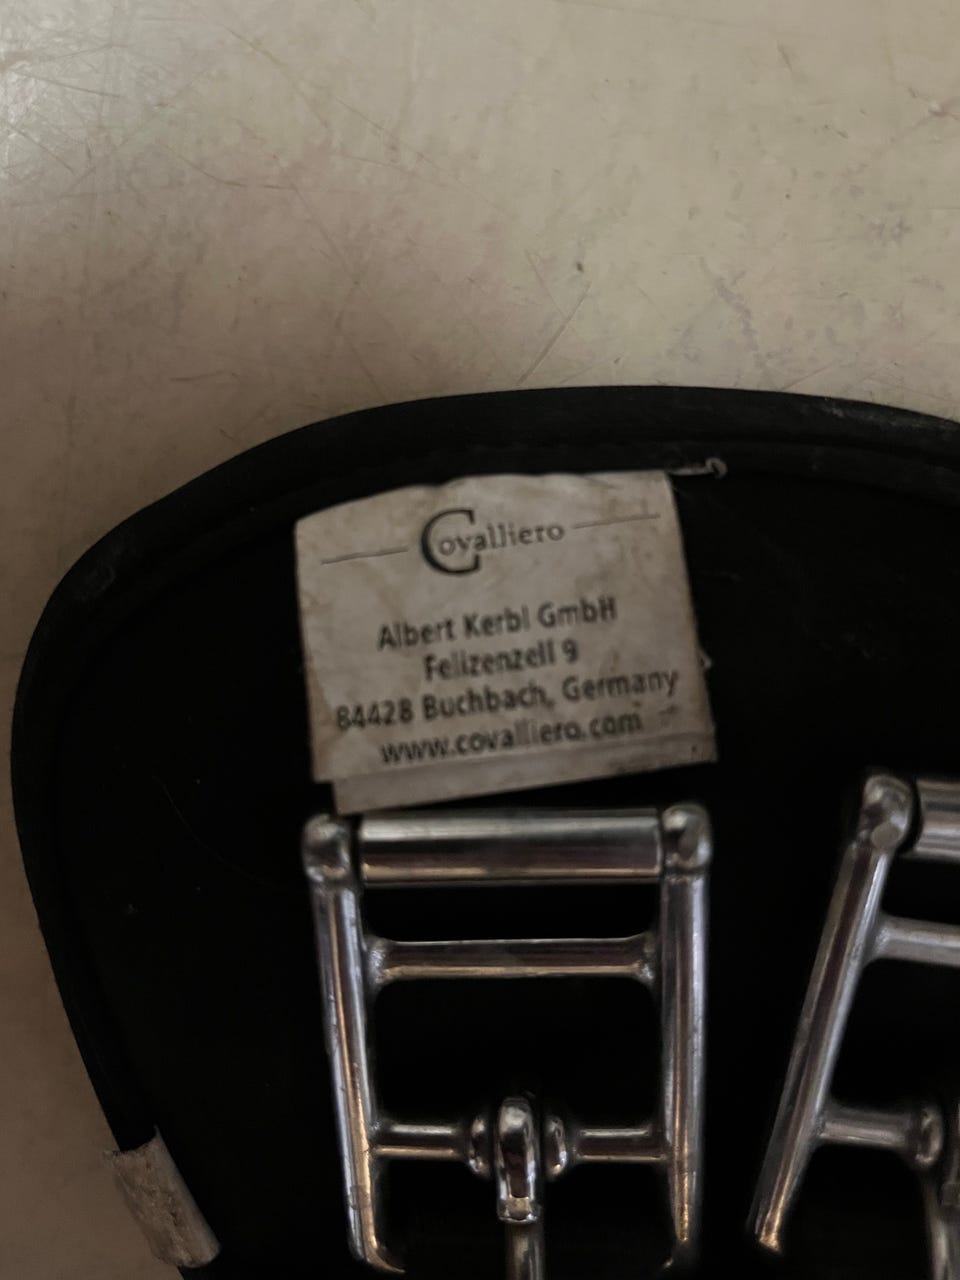 Covalliero
Albert Kerbl GmbH
Felizenzell 9
84428 Buchbach, Germany
www.covalliero.com